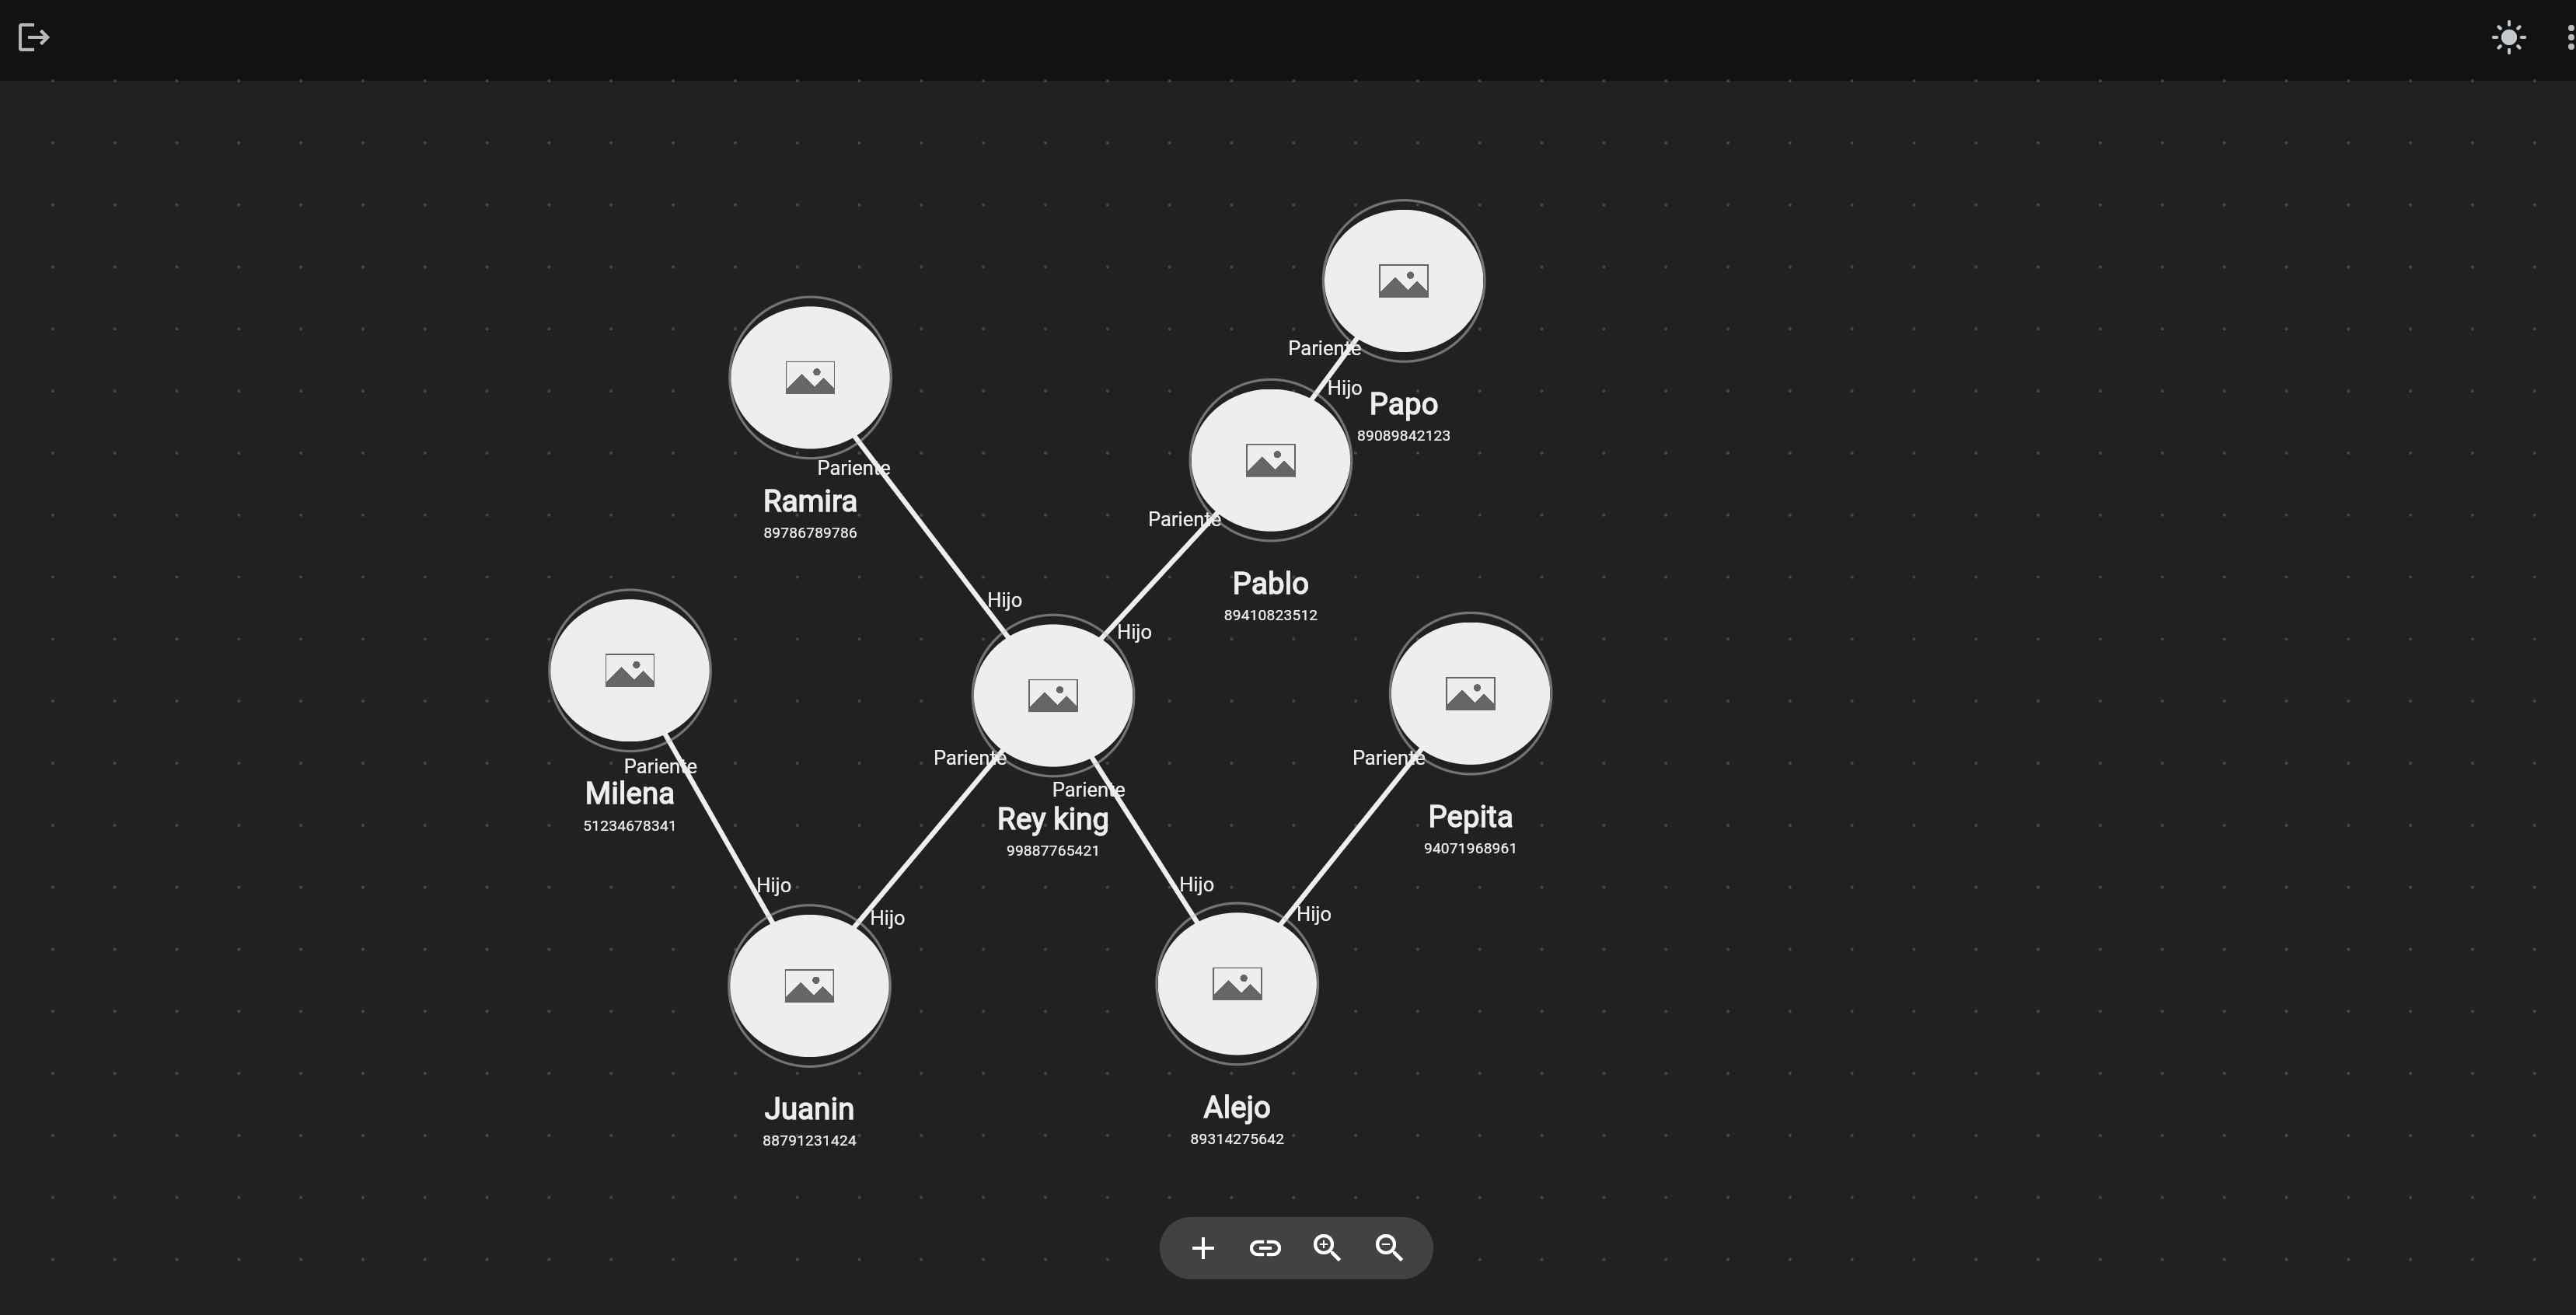 Pariente
Hijo
Papo
89089842123
Pariente
Ramira
89786789786
Pariente
Pablo
89410823512
Hijo
Hijo
Pariente
Milena
51234678341
Pariente
Pariente
Rey king
99887765421
Pariente
Pepita
94071968961
Hijo
Hijo
Hijo
Hijo
Juanin
88791231424
Alejo
89314275642